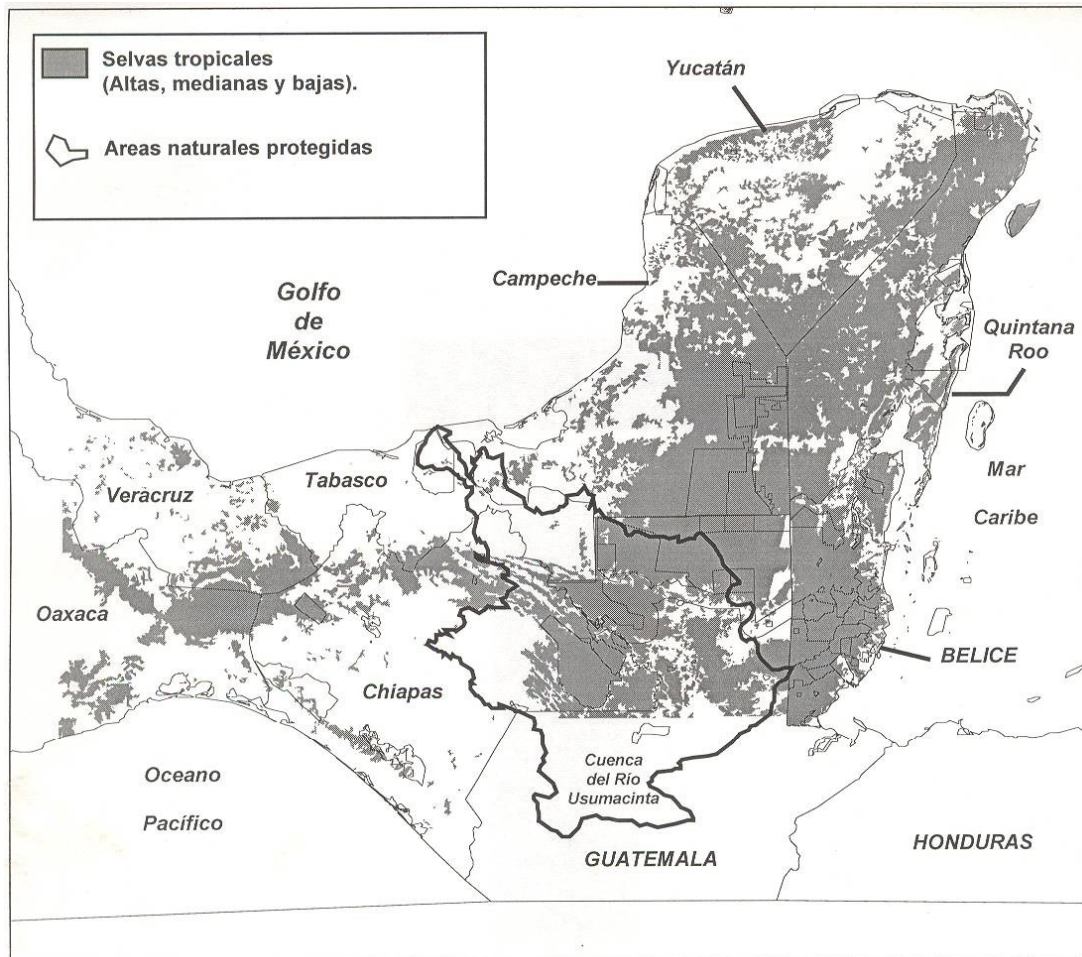 Selvas tropicales
(Altas, medianas y bajas).
Areas naturales protegidas
Yucatán
Campeche
Golfo
de
México
Quintana
Roo
Mar
Caribe
Veracruz
Tabasco
Oaxaca
Chiapas
BELICE
Oceano
Pacífico
Cuenca
del Río
Usumacinta
GUATEMALA
HONDURAS